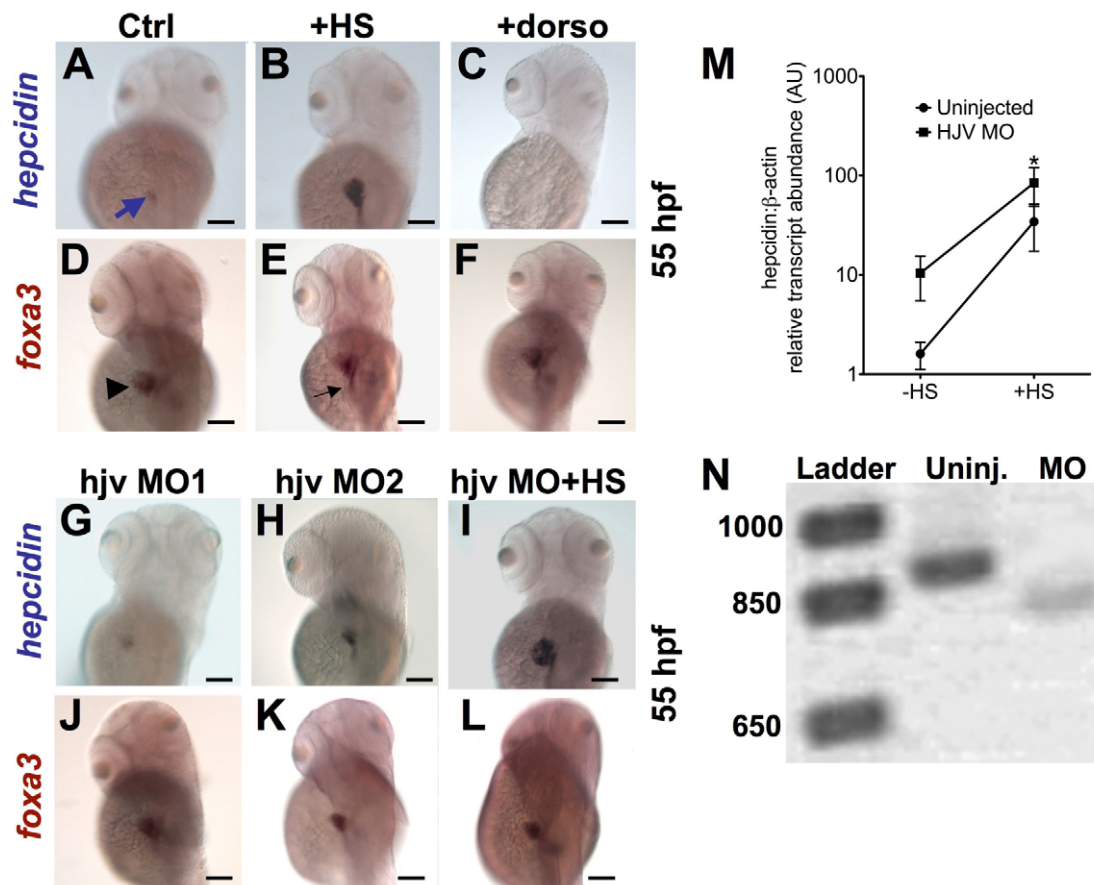 Ctrl +HS +dorso
A B C
hepcidin
D E F
foxa3
55 hpf
hjv MO1 hjv MO2 hjv MO+HS
G H I
hepcidin
J K L
foxa3
55 hpf
M
1000
100
10
1
hepcidin:β-actin
relative transcript abundance (AU)
Uninjected
HJV MO
*
-HS +HS
N
Ladder Uninj. MO
1000
850
650